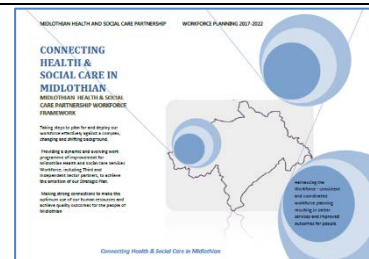 MIDLOTHIAN HEALTH AND SOCIAL CARE PARTNERSHIP WORKFORCE PLANNING 2017-2022
CONNECTING
HEALTH &
SOCIAL CARE IN
MIDLOTHIAN
MIDLOTHIAN HEALTH & SOCIAL
CARE PARTNERSHIP WORKFORCE
FRAMEWORK
Taking steps to plan for and deploy our
workforce effectively against a complex,
changing and shifting background.
Providing a dynamic and evolving work
programme of improvement for
Midlothian Health and Social Care Services
Workforce, including Third and
Independent sector partners, to achieve
the ambition of our Strategic Plan.
Making strong connections to make the
optimum use of our human resources and
achieve quality outcomes for the people of
Midlothian
Harnessing the
Workforce - consistent
and coordinated
workforce planning
resulting in better
services and improved
outcomes for people
Connecting Health & Social Care in Midlothian